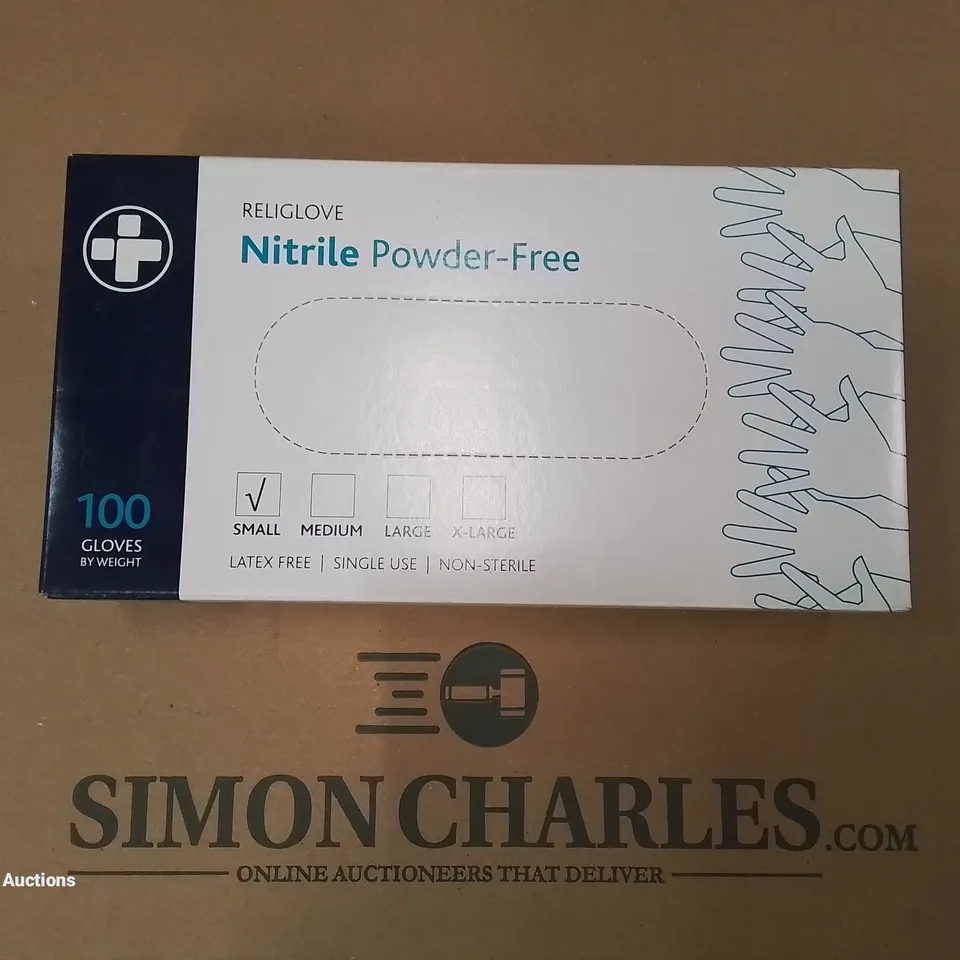 RELIGLOVE
Nitrile Powder-Free
100
GLOVES
BY WEIGHT
√
SMALL MEDIUM LARGE X-LARGE
LATEX FREE | SINGLE USE | NON-STERILE
SIMON CHARLES.COM
ONLINE AUCTIONEERS THAT DELIVER
Auctions